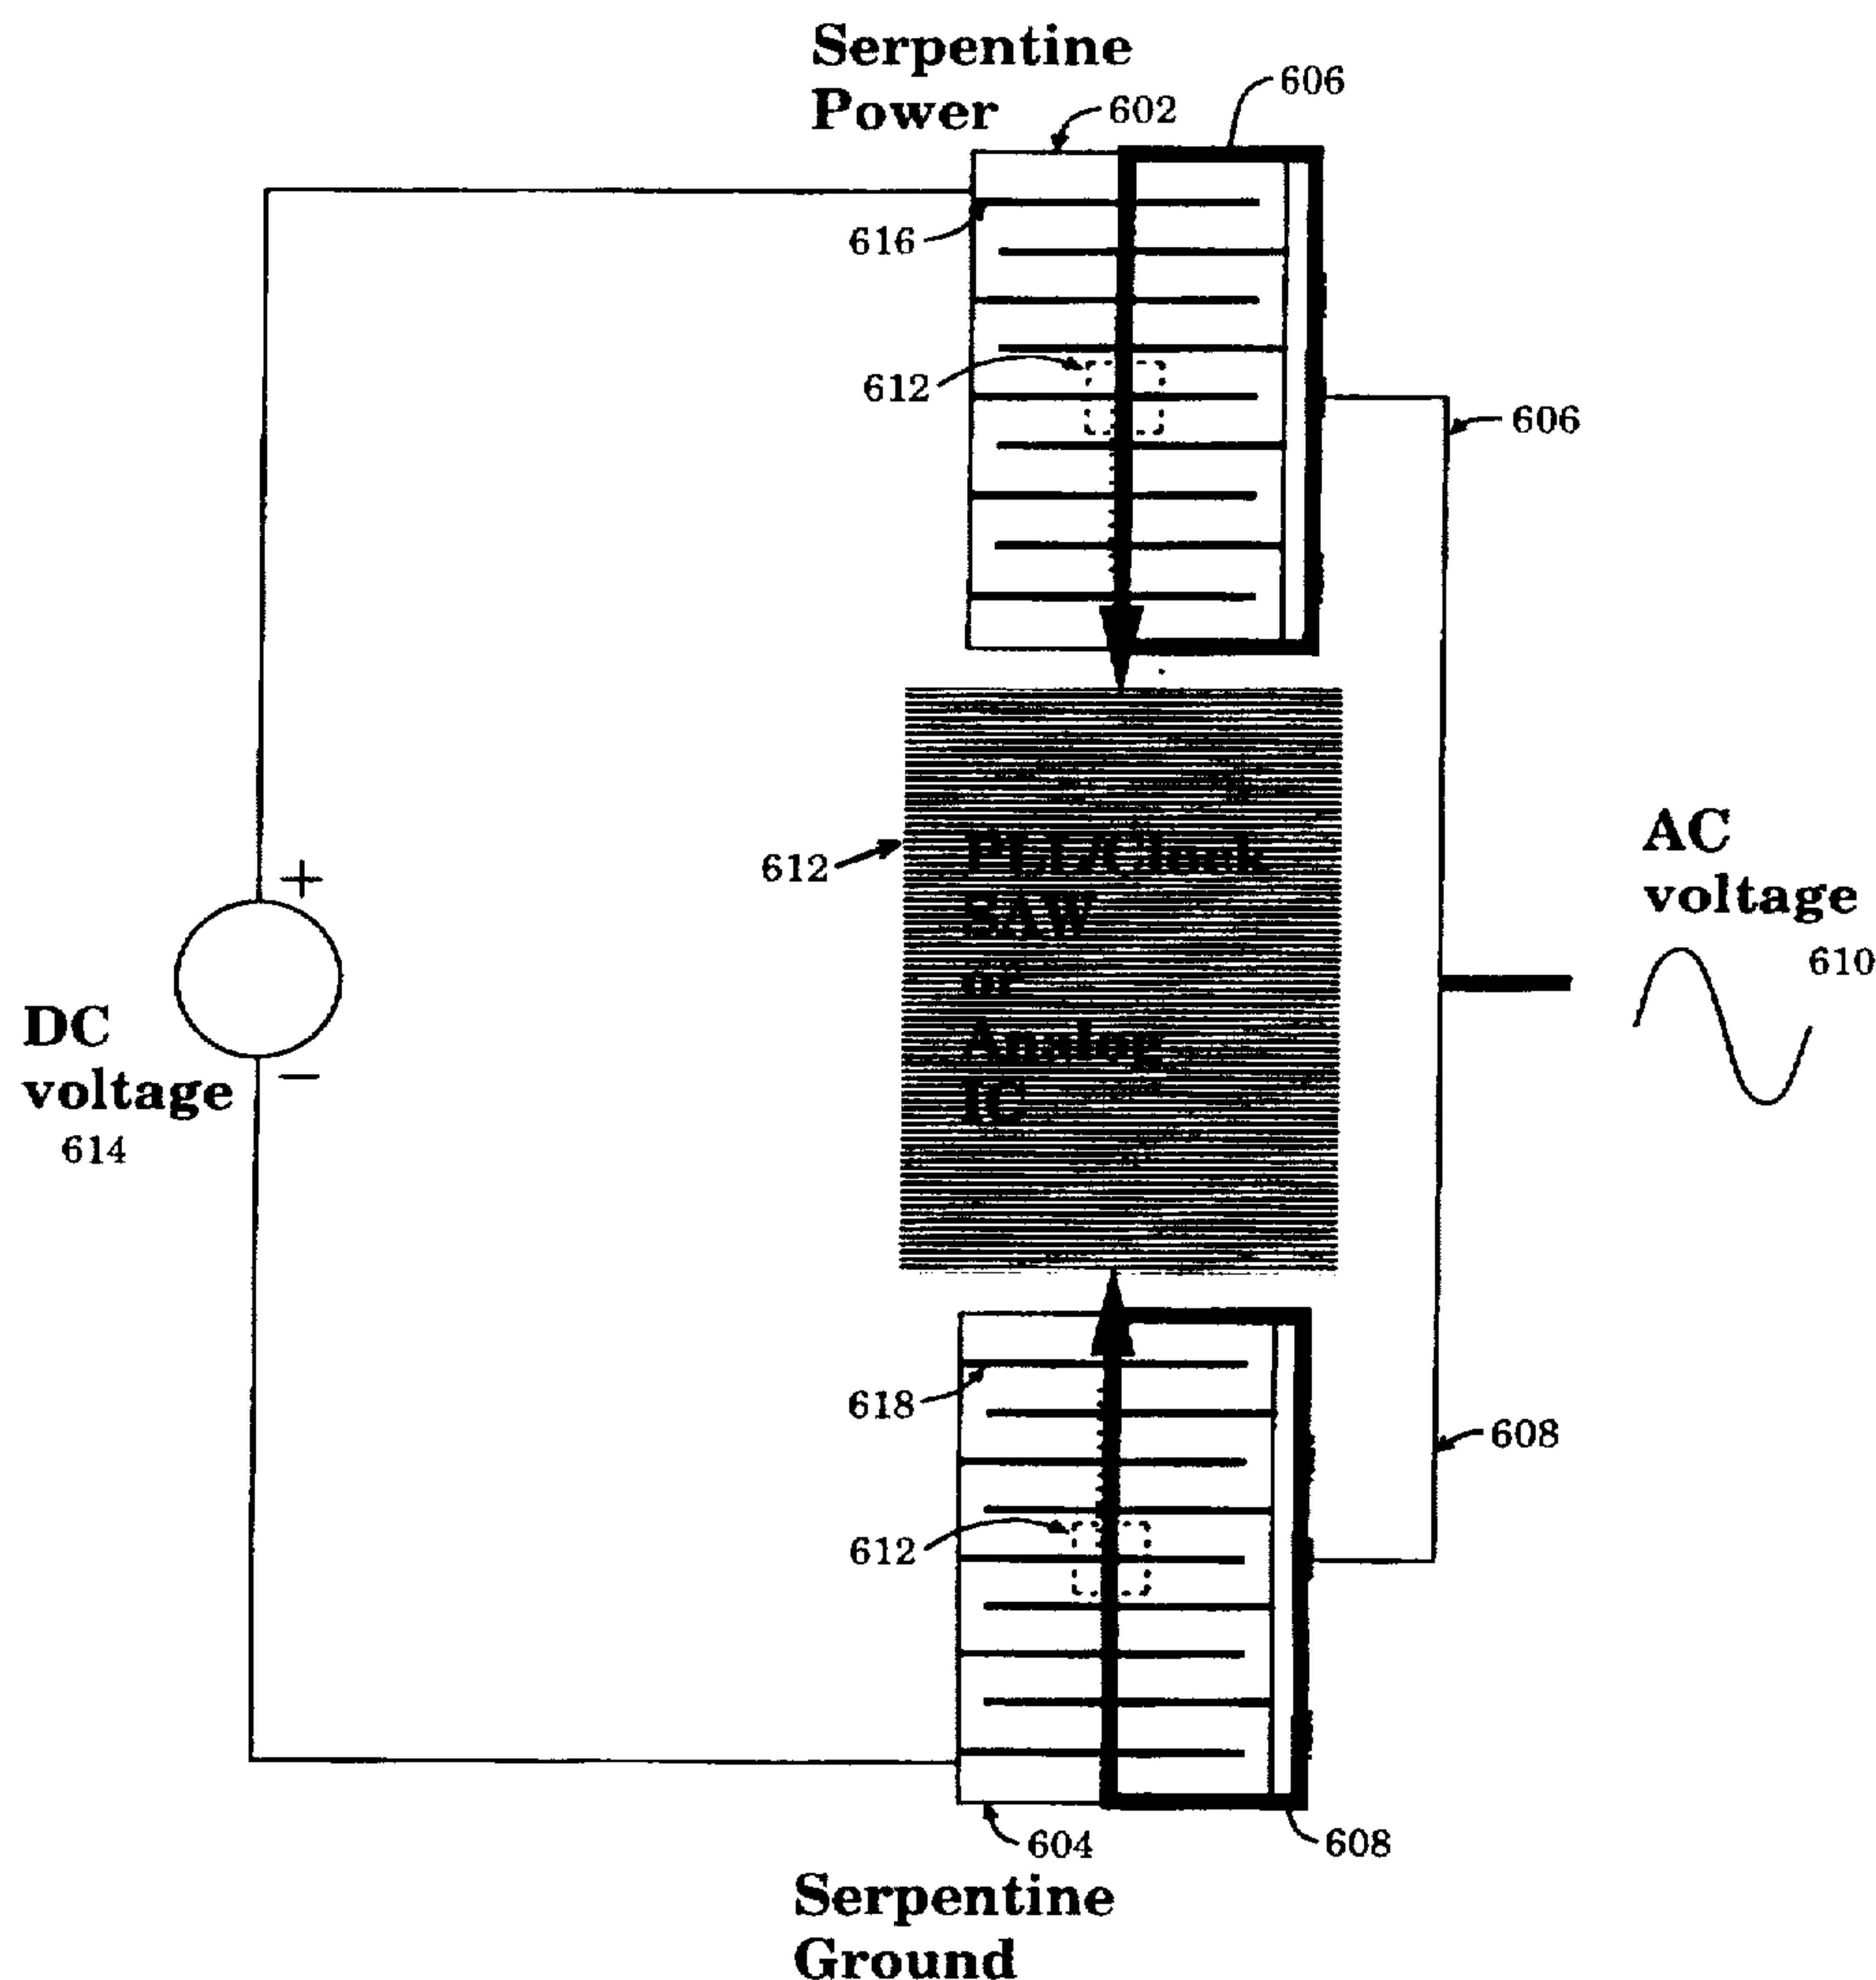 Serpentine
Power
602
606
616
612
606
612
PLL/Clock
SAW
or
Analog
IC
AC
voltage
610
+
DC
voltage
−
614
618
612
608
604
608
Serpentine
Ground